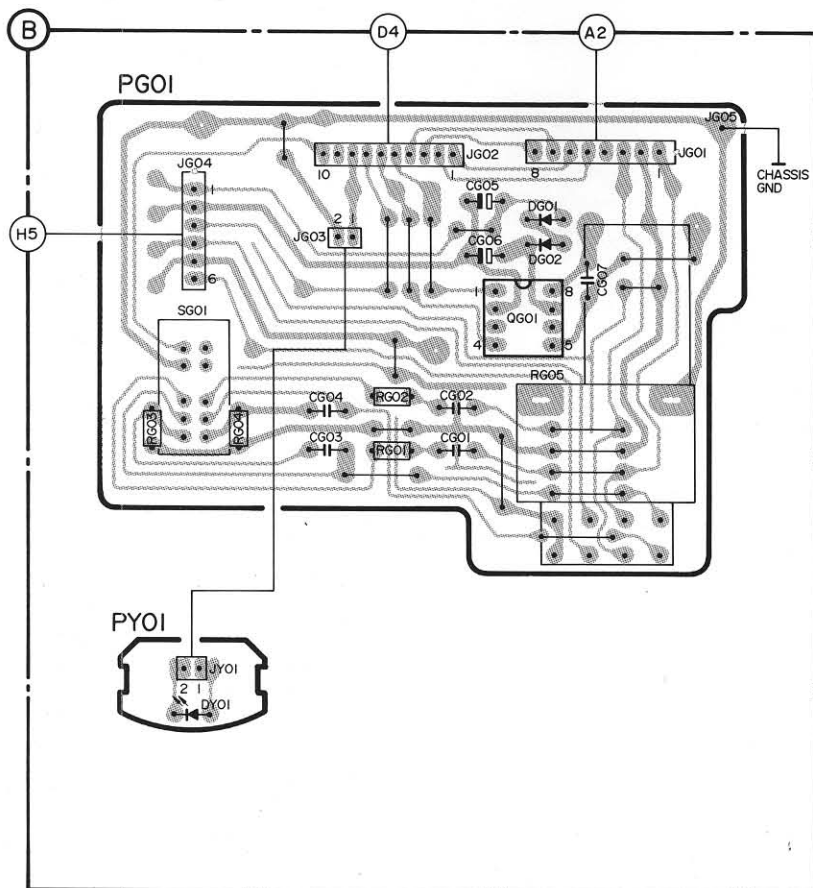 B
D4
A2
PG01
JG05
JG04
JG02
JG01
10
1
8
1
CHASSIS
GND
1
CG05
DG01
H5
2 1
JG03
CG06
DG02
CG07
6
1
8
SG01
QG01
4
5
RG05
CG04
RG02
CG02
RG03
RG04
CG03
RG01
CG01
PY01
JY01
2 1
DY01